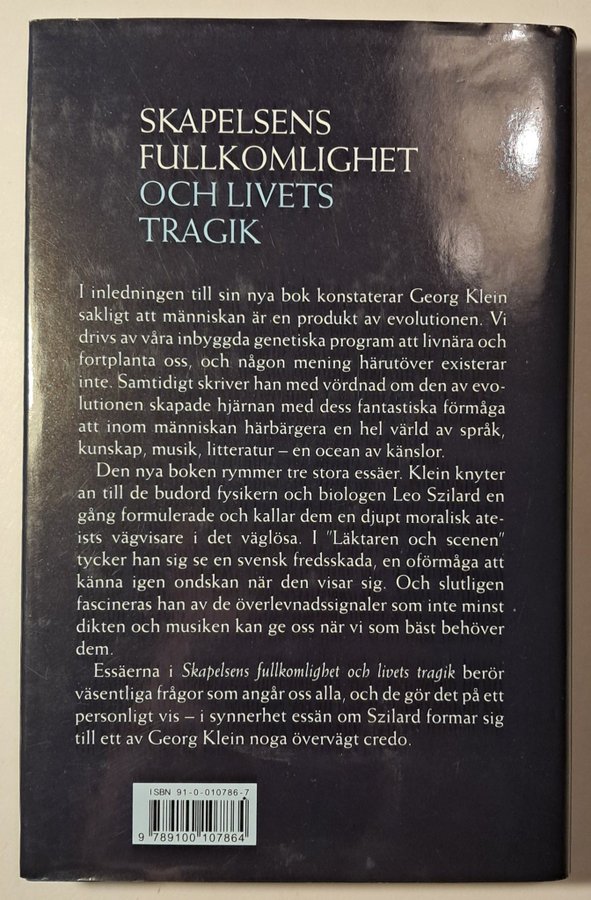 SKAPELSENS
FULLKOMLIGHET
OCH LIVETS
TRAGIK
I inledningen till sin nya bok konstaterar Georg Klein
sakligt att människan är en produkt av evolutionen. Vi
drivs av våra inbyggda genetiska program att livnära och
fortplanta oss, och någon mening härutöver existerar
inte. Samtidigt skriver han med vördnad om den av evo-
lutionen skapade hjärnan med dess fantastiska förmåga
att inom människan härbärgera en hel värld av språk,
kunskap, musik, litteratur – en ocean av känslor.
Den nya boken rymmer tre stora essäer. Klein knyter
an till de budord fysikern och biologen Leo Szilard en
gång formulerade och kallar dem en djupt moralisk ate-
ists vägvisare i det väglösa. I ”Läktaren och scenen”
tycker han sig se en svensk fredsskada, en oförmåga att
känna igen ondskan när den visar sig. Och slutligen
fascineras han av de överlevnadssignaler som inte minst
dikten och musiken kan ge oss när vi som bäst behöver
dem.
Essäerna i Skapelsens fullkomlighet och livets tragik berör
väsentliga frågor som angår oss alla, och de gör det på ett
personligt vis – i synnerhet essän om Szilard formar sig
till ett av Georg Klein noga övervägt credo.
ISBN 91-0-010786-7
9 789100 107864